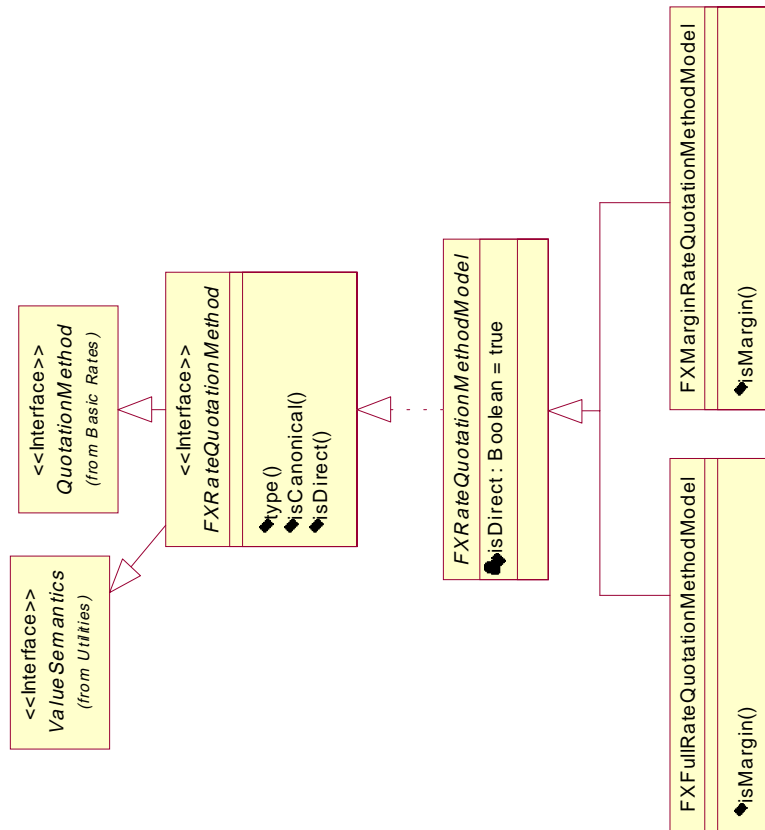 <<Interface>>
ValueSemantics
(from Utilities)
<<Interface>>
QuotationMethod
(from Basic Rates)
<<Interface>>
FXRateQuotationMethod
type()
isCanonical()
isDirect()
FXRateQuotationMethodModel
isDirect : Boolean = true
FXFullRateQuotationMethodModel
isMargin()
FXMarginRateQuotationMethodModel
isMargin()